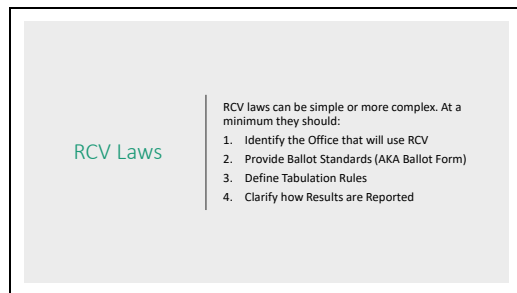 RCV Laws
RCV laws can be simple or more complex. At a
minimum they should:
1. Identify the Office that will use RCV
2. Provide Ballot Standards (AKA Ballot Form)
3. Define Tabulation Rules
4. Clarify how Results are Reported